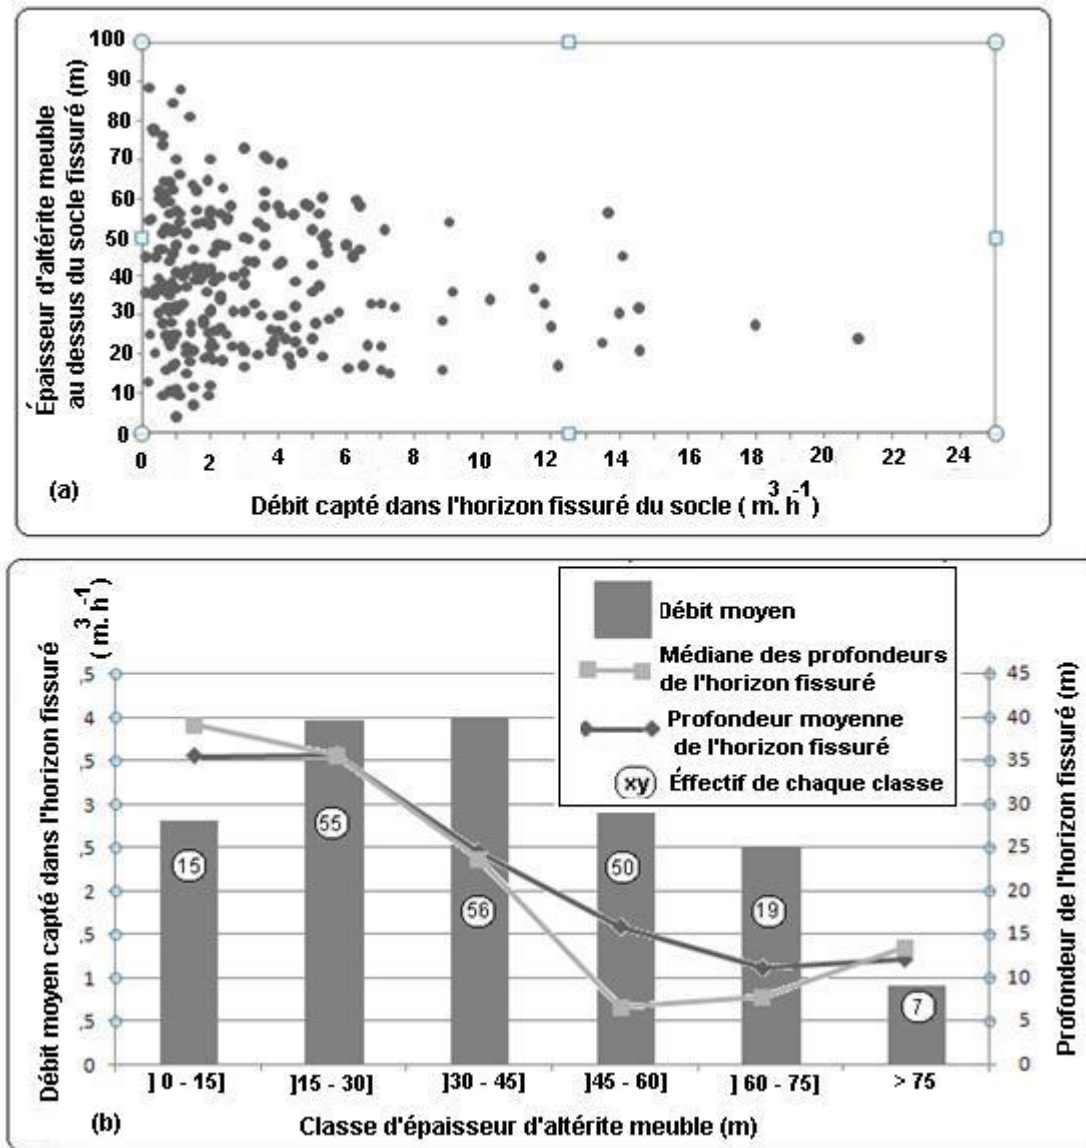 Épaisseur d'altérite meuble
au dessus du socle fissuré (m)
100
90
80
70
60
50
40
30
20
10
0
0 2 4 6 8 10 12 14 16 18 20 22 24
(a)
Débit capté dans l'horizon fissuré du socle ( m.3 h-1)
Débit moyen capté dans l'horizon fissuré
( m.3 h-1)
Débit moyen
Médiane des profondeurs
de l'horizon fissuré
Profondeur moyenne
de l'horizon fissuré
xy Éffectif de chaque classe
,5
4
,5
3
,5
2
,5
1
,5
0
15
55
56
50
19
7
45
40
35
30
25
20
15
10
5
0
Profondeur de l'horizon fissuré (m)
] 0 - 15] ]15 - 30] ]30 - 45] ]45 - 60] ] 60 - 75] > 75
(b)
Classe d'épaisseur d'altérite meuble (m)